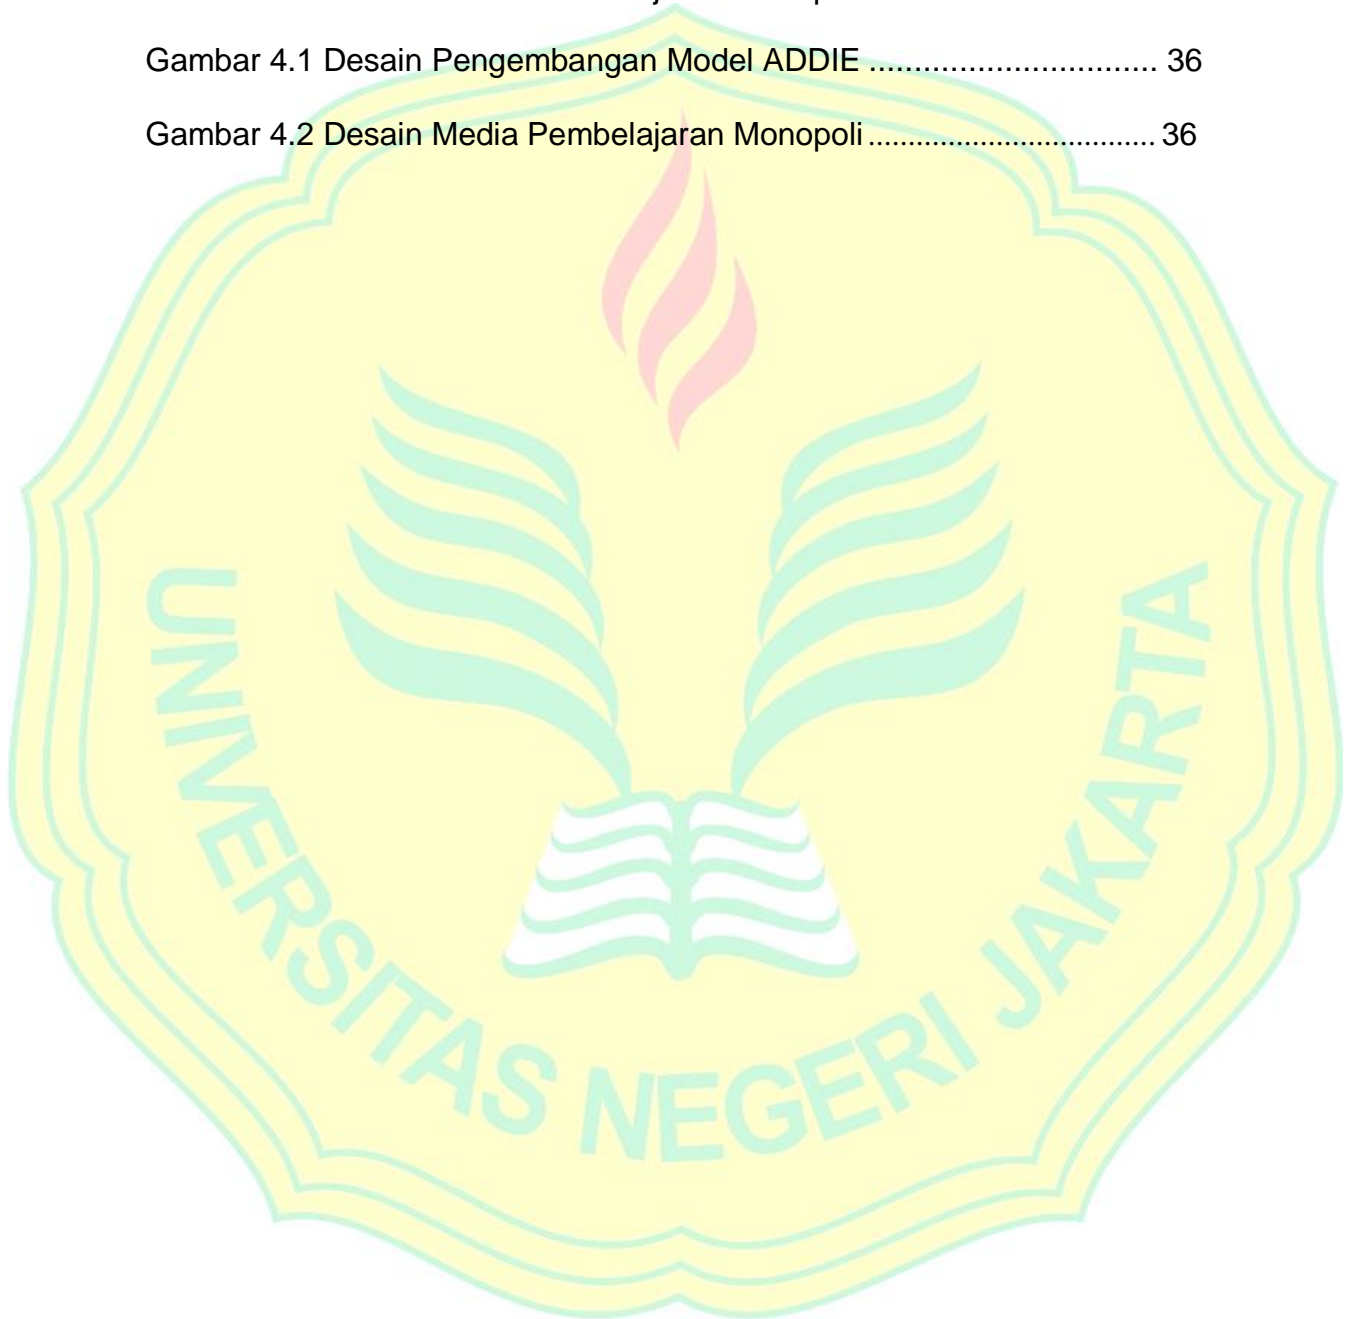 Gambar 4.1 Desain Pengembangan Model ADDIE ................................ 36
Gambar 4.2 Desain Media Pembelajaran Monopoli .................................... 36
UNIVERSITAS NEGERI JAKARTA